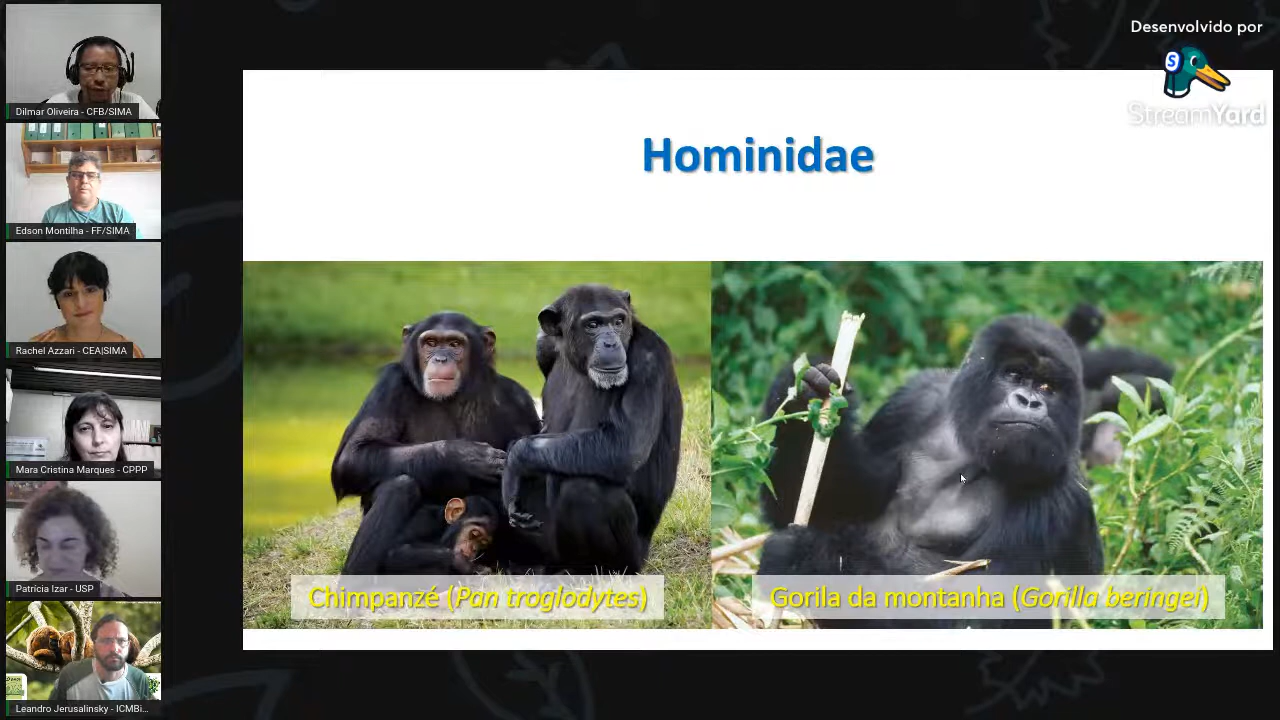 Desenvolvido por
S
StreamYard
Hominidae
Chimpanzé (Pan troglodytes)
Gorila da montanha (Gorilla beringei)
Dilmar Oliveira - CFB/SIMA
Edson Montilha - FF/SIMA
Rachel Azzari - CEA|SIMA
Mara Cristina Marques - CPPP
Patrícia Izar - USP
Leandro Jerusalinsky - ICMBi...